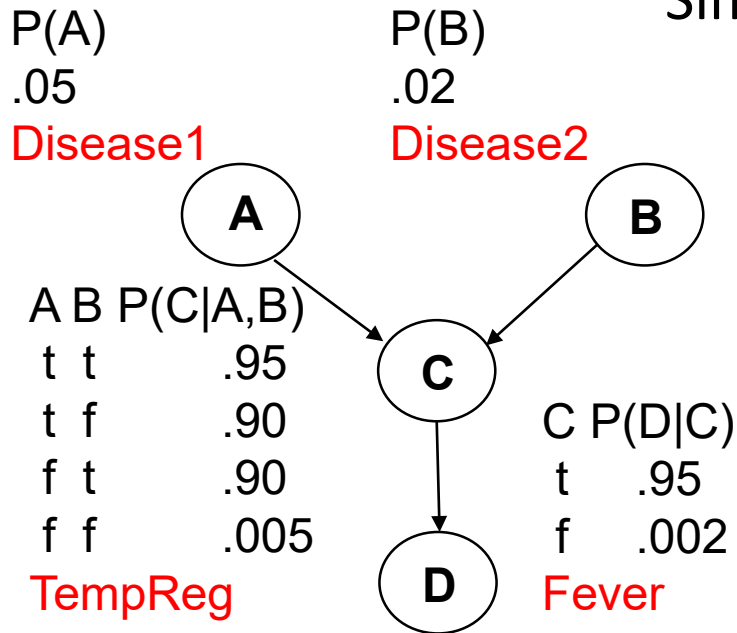 P(A)
.05
Disease1
P(B)
.02
Disease2
A
B
A B P(C|A,B)
t t .95
t f .90
f t .90
f f .005
TempReg
C
C P(D|C)
t .95
f .002
Fever
D